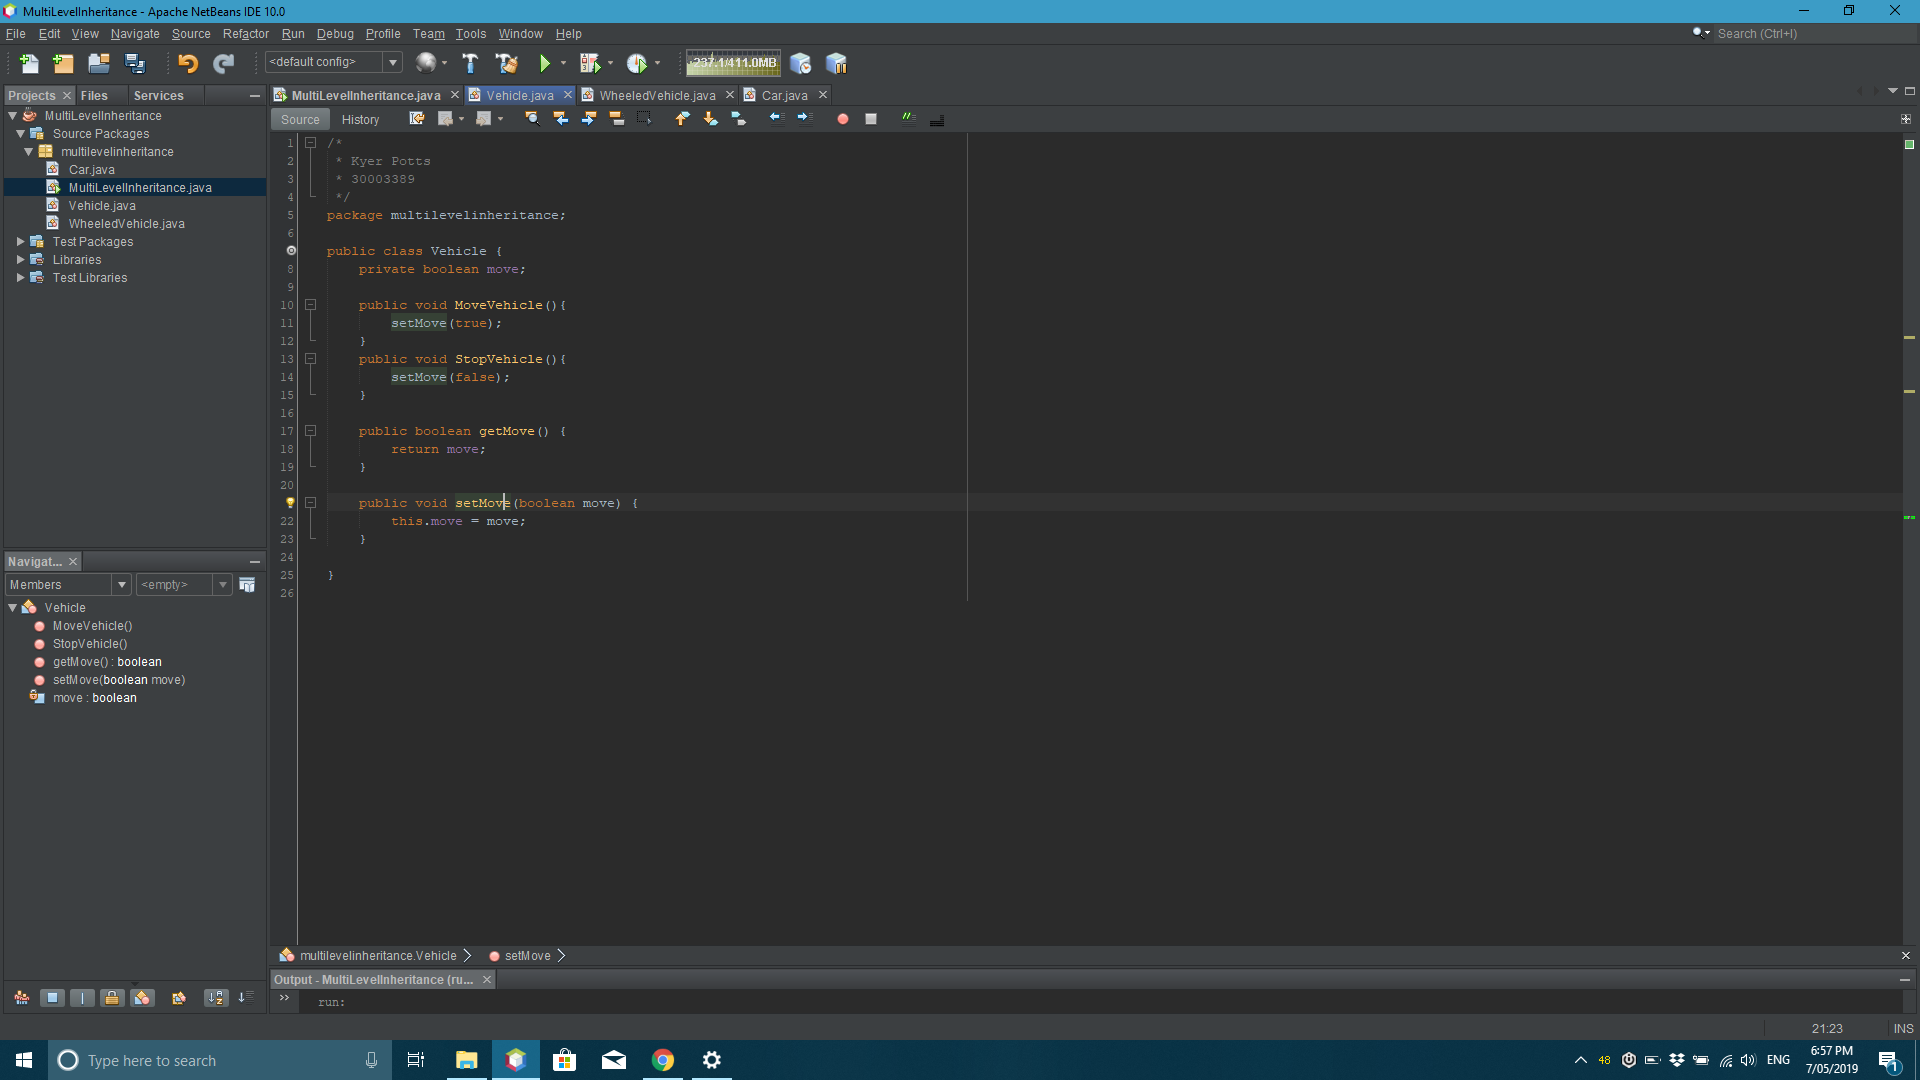 MultiLevelInheritance - Apache NetBeans IDE 10.0
File Edit View Navigate Source Refactor Run Debug Profile Team Tools Window Help
Search (Ctrl+I)
<default config>
237.1/411.0MB
Projects Files Services
MultiLevelInheritance.java Vehicle.java WheeledVehicle.java Car.java
Source History
MultiLevelInheritance
Source Packages
multilevelinheritance
Car.java
MultiLevelInheritance.java
Vehicle.java
WheeledVehicle.java
Test Packages
Libraries
Test Libraries
1 /*
2 * Kyer Potts
3 * 30003389
4 */
5 package multilevelinheritance;
6
public class Vehicle {
8 private boolean move;
9
10 public void MoveVehicle(){
11 setMove(true);
12 }
13 public void StopVehicle(){
14 setMove(false);
15 }
16
17 public boolean getMove() {
18 return move;
19 }
20
public void setMove(boolean move) {
22 this.move = move;
23 }
24
25 }
26
Navigat...
Members <empty>
Vehicle
MoveVehicle()
StopVehicle()
getMove() : boolean
setMove(boolean move)
move : boolean
multilevelinheritance.Vehicle setMove
Output - MultiLevelInheritance (ru...
run:
21:23 INS
Type here to search
48 ENG
6:57 PM
7/05/2019
1